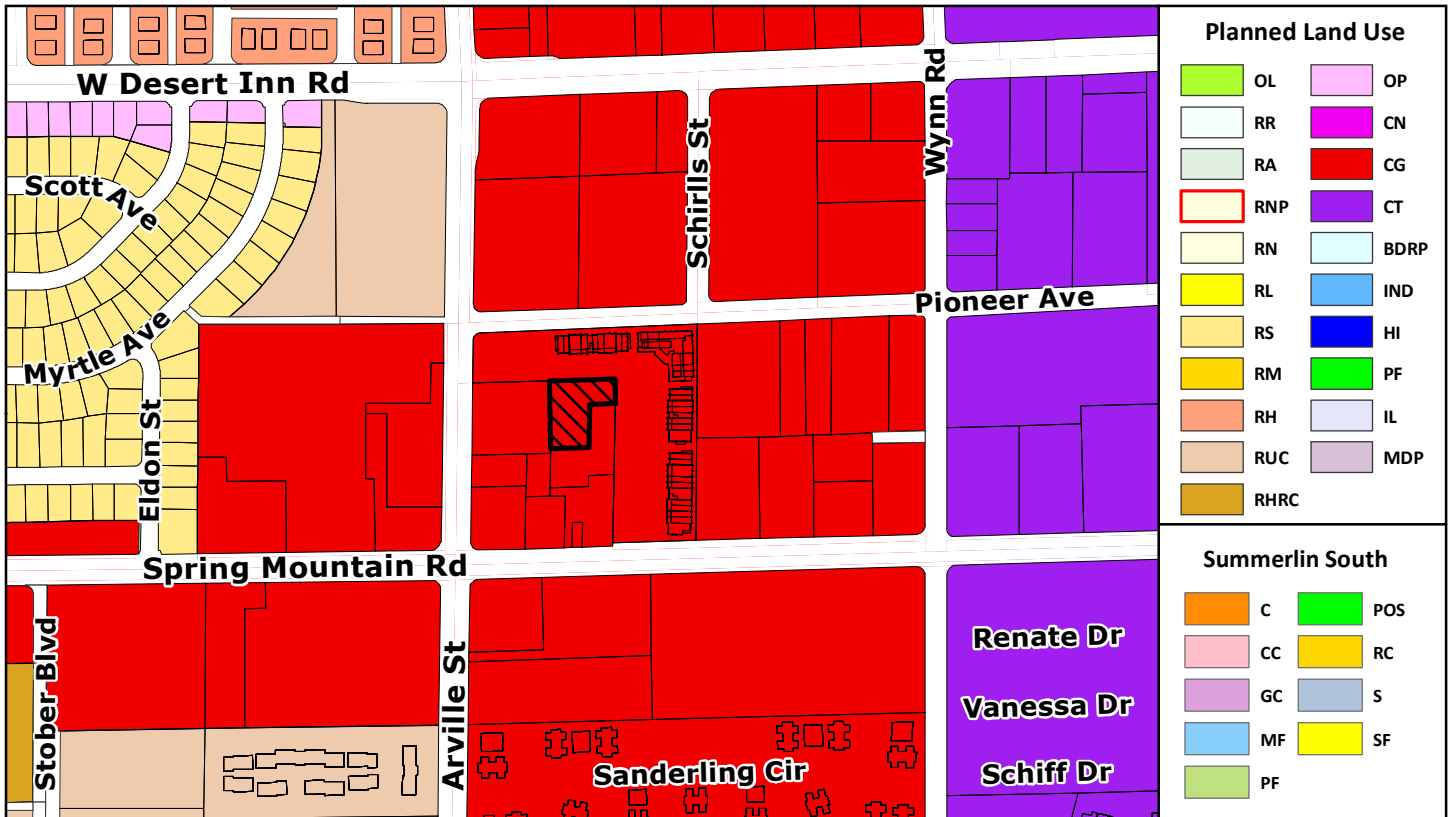 W Desert Inn Rd
Scott Ave
Myrtle Ave
Eldon St
Schirlls St
Wynn Rd
Pioneer Ave
Spring Mountain Rd
Stober Blvd
Arville St
Renate Dr
Vanessa Dr
Schiff Dr
Sanderling Cir
Planned Land Use
OL OP
RR CN
RA CG
RNP CT
RN BDRP
RL IND
RS HI
RM PF
RH IL
RUC MDP
RHRC
Summerlin South
C POS
CC RC
GC S
MF SF
PF